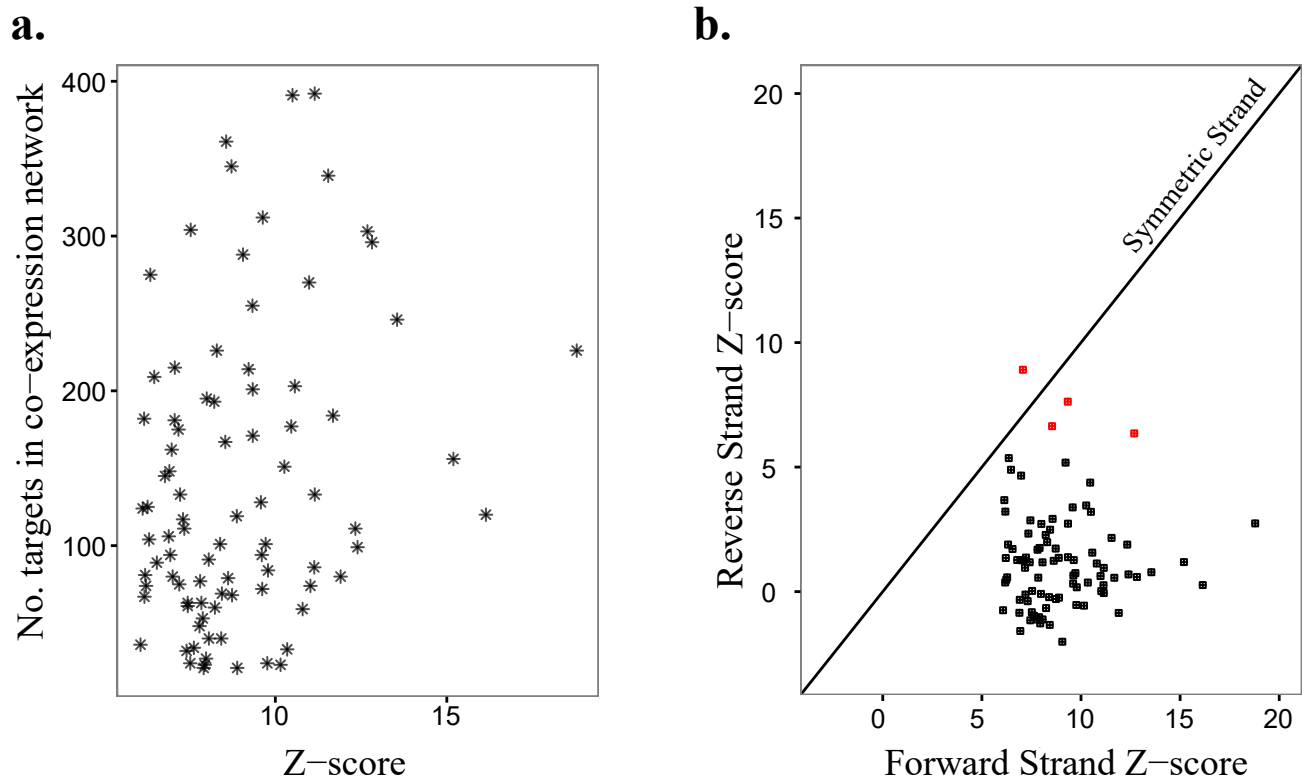 a.
No. targets in co−expression network
400
300
200
100
10
15
Z−score
b.
Reverse Strand Z−score
20
15
10
5
0
Symmetric Strand
0
5
10
15
20
Forward Strand Z−score